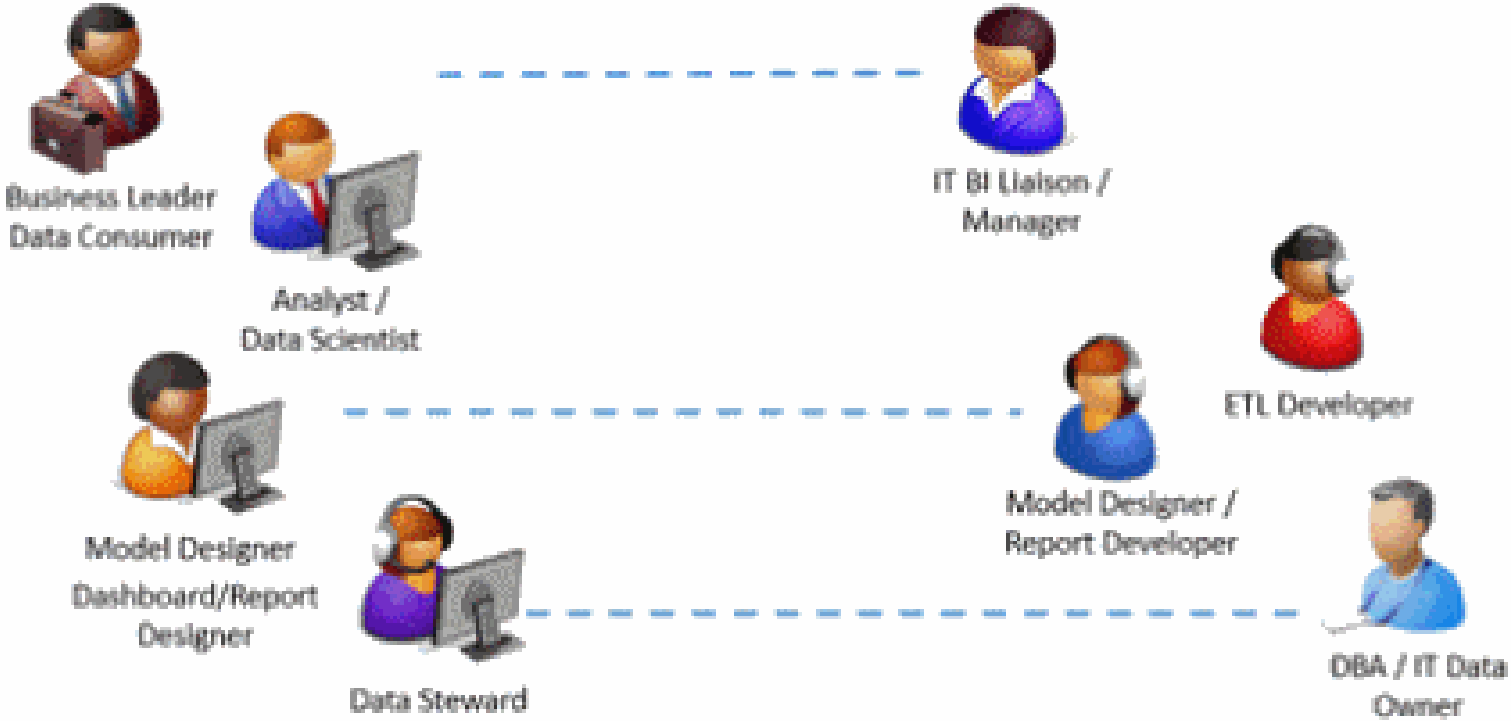 Business Leader
Data Consumer
Analyst /
Data Scientist
Model Designer
Dashboard/Report
Designer
Data Steward
IT BI Liaison /
Manager
ETL Developer
Model Designer /
Report Developer
DBA / IT Data
Owner